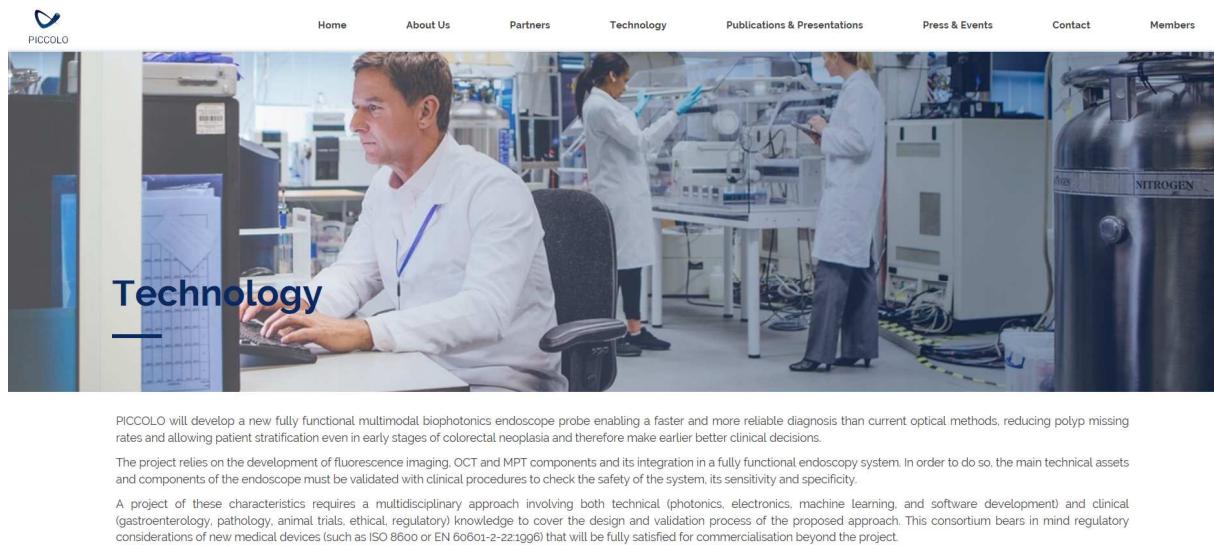 PICCOLO
Home About Us Partners Technology Publications & Presentations Press & Events Contact Members
NITROGEN
Technology
PICCOLO will develop a new fully functional multimodal biophotonics endoscope probe enabling a faster and more reliable diagnosis than current optical methods, reducing polyp missing
rates and allowing patient stratification even in early stages of colorectal neoplasia and therefore make earlier better clinical decisions.
The project relies on the development of fluorescence imaging, OCT and MPT components and its integration in a fully functional endoscopy system. In order to do so, the main technical assets
and components of the endoscope must be validated with clinical procedures to check the safety of the system, its sensitivity and specificity.
A project of these characteristics requires a multidisciplinary approach involving both technical (photonics, electronics, machine learning, and software development) and clinical
(gastroenterology, pathology, animal trials, ethical, regulatory) knowledge to cover the design and validation process of the proposed approach. This consortium bears in mind regulatory
considerations of new medical devices (such as ISO 8600 or EN 60601-2-22:1996) that will be fully satisfied for commercialisation beyond the project.